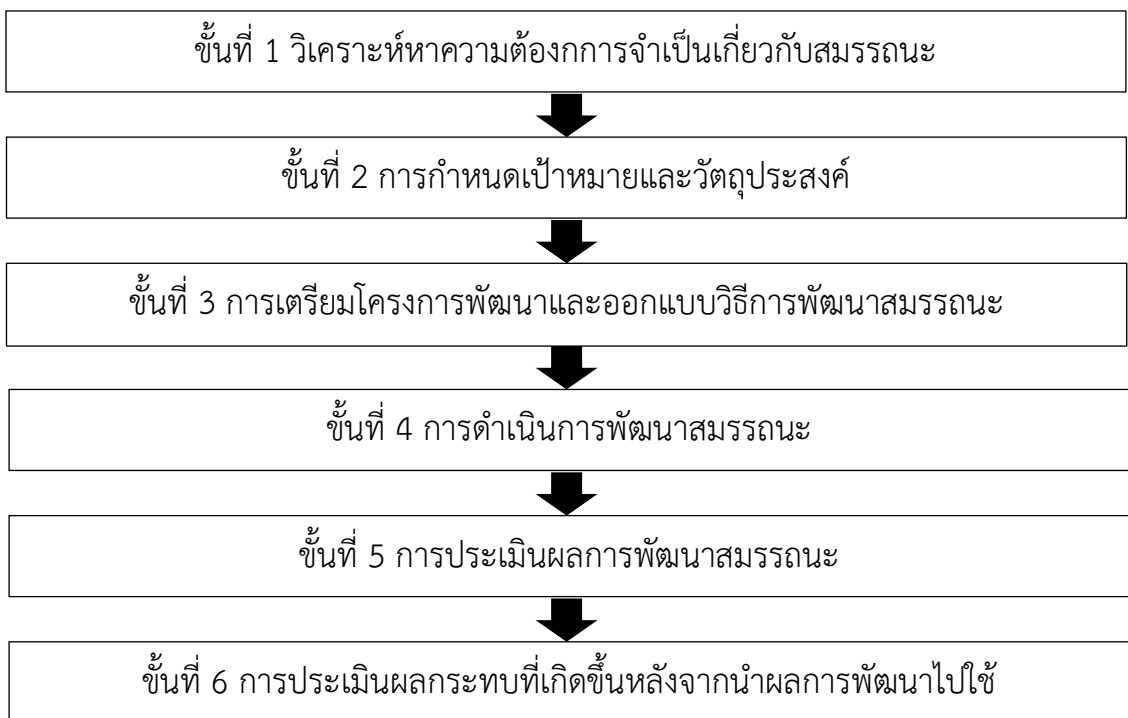 ขั้นที่ 1 วิเคราะห์หาความต้องกการจำเป็นเกี่ยวกับสมรรถนะ
ขั้นที่ 2 การกำหนดเป้าหมายและวัตถุประสงค์
ขั้นที่ 3 การเตรียมโครงการพัฒนาและออกแบบวิธีการพัฒนาสมรรถนะ
ขั้นที่ 4 การดำเนินการพัฒนาสมรรถนะ
ขั้นที่ 5 การประเมินผลการพัฒนาสมรรถนะ
ขั้นที่ 6 การประเมินผลกระทบที่เกิดขึ้นหลังจากนำผลการพัฒนาไปใช้